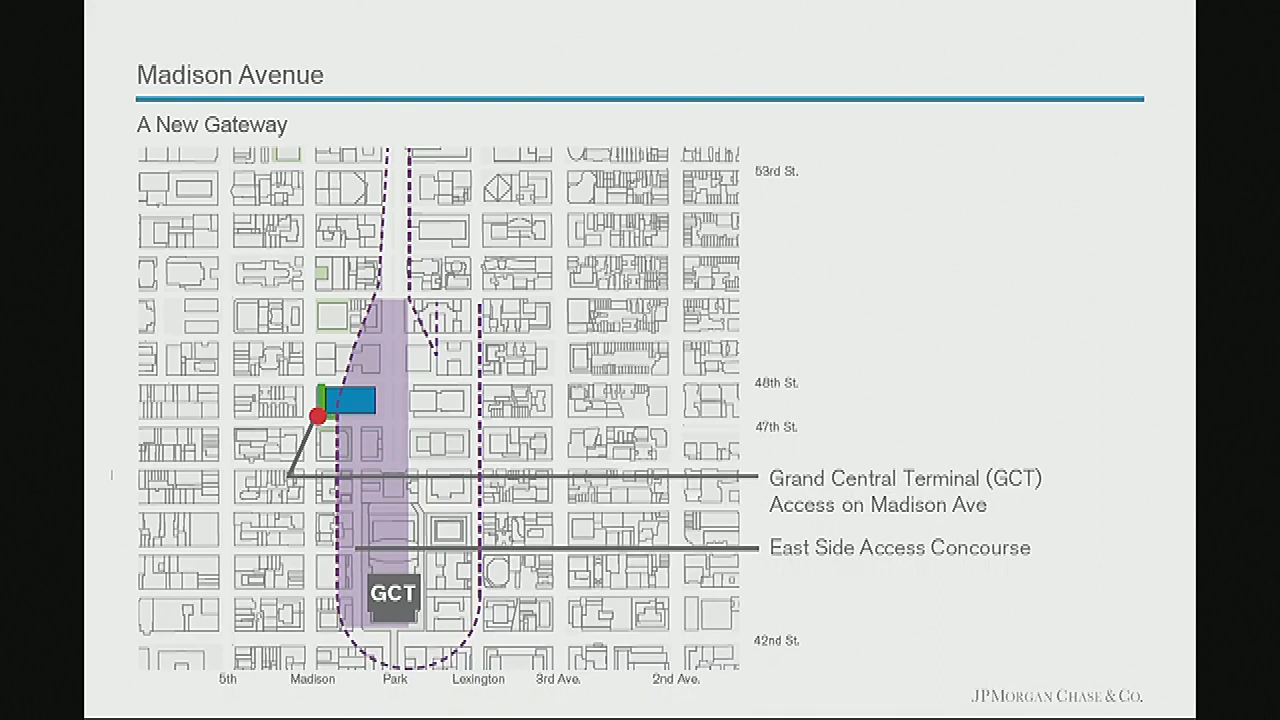 Madison Avenue
A New Gateway
53rd St.
48th St.
47th St.
Grand Central Terminal (GCT)
Access on Madison Ave
East Side Access Concourse
GCT
42nd St.
5th Madison Park Lexington 3rd Ave. 2nd Ave.
JPMORGAN CHASE & CO.